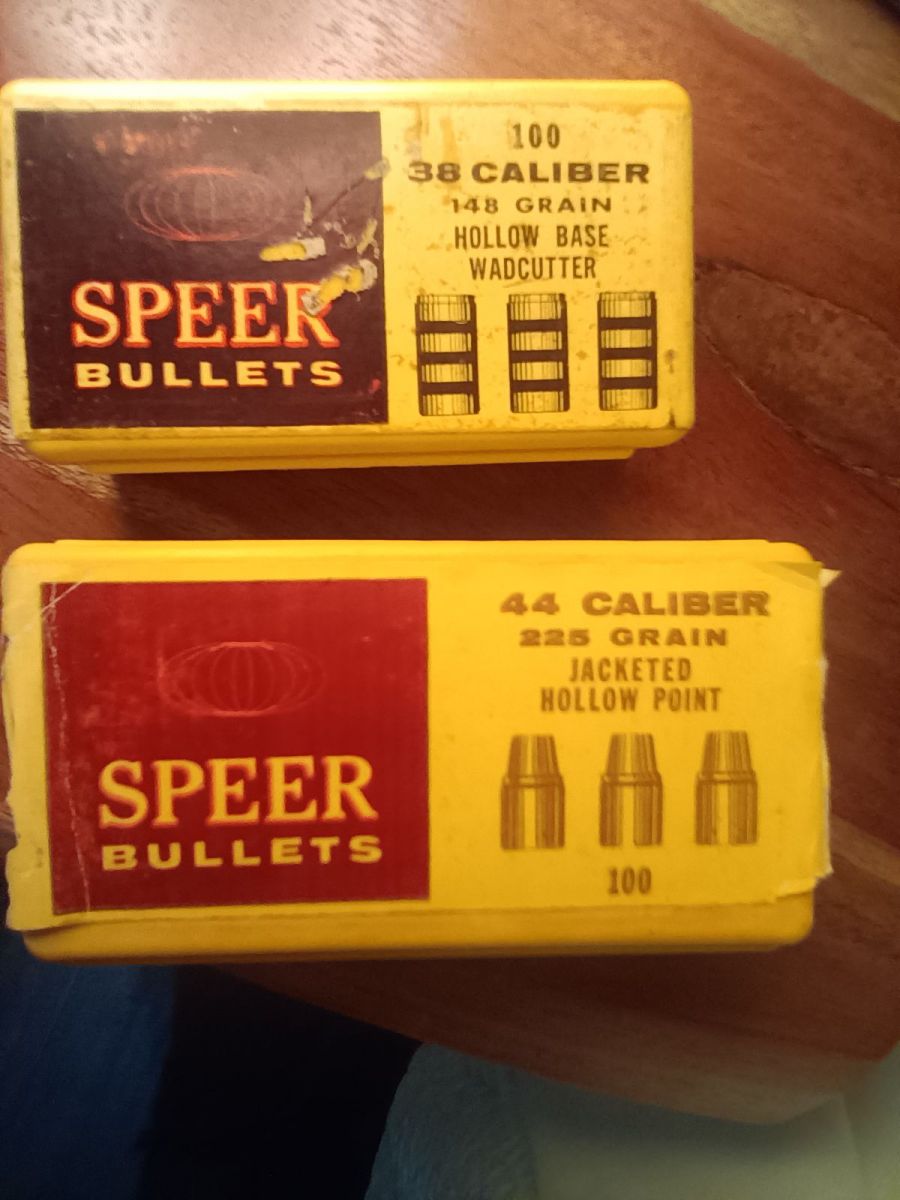 SPEER
BULLETS
100
38 CALIBER
148 GRAIN
HOLLOW BASE
WADCUTTER
SPEER
BULLETS
44 CALIBER
225 GRAIN
JACKETED
HOLLOW POINT
100